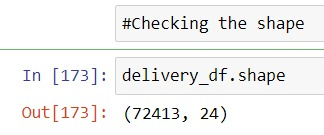 #Checking the shape
In [173]: delivery_df.shape
Out[173]: (72413, 24)